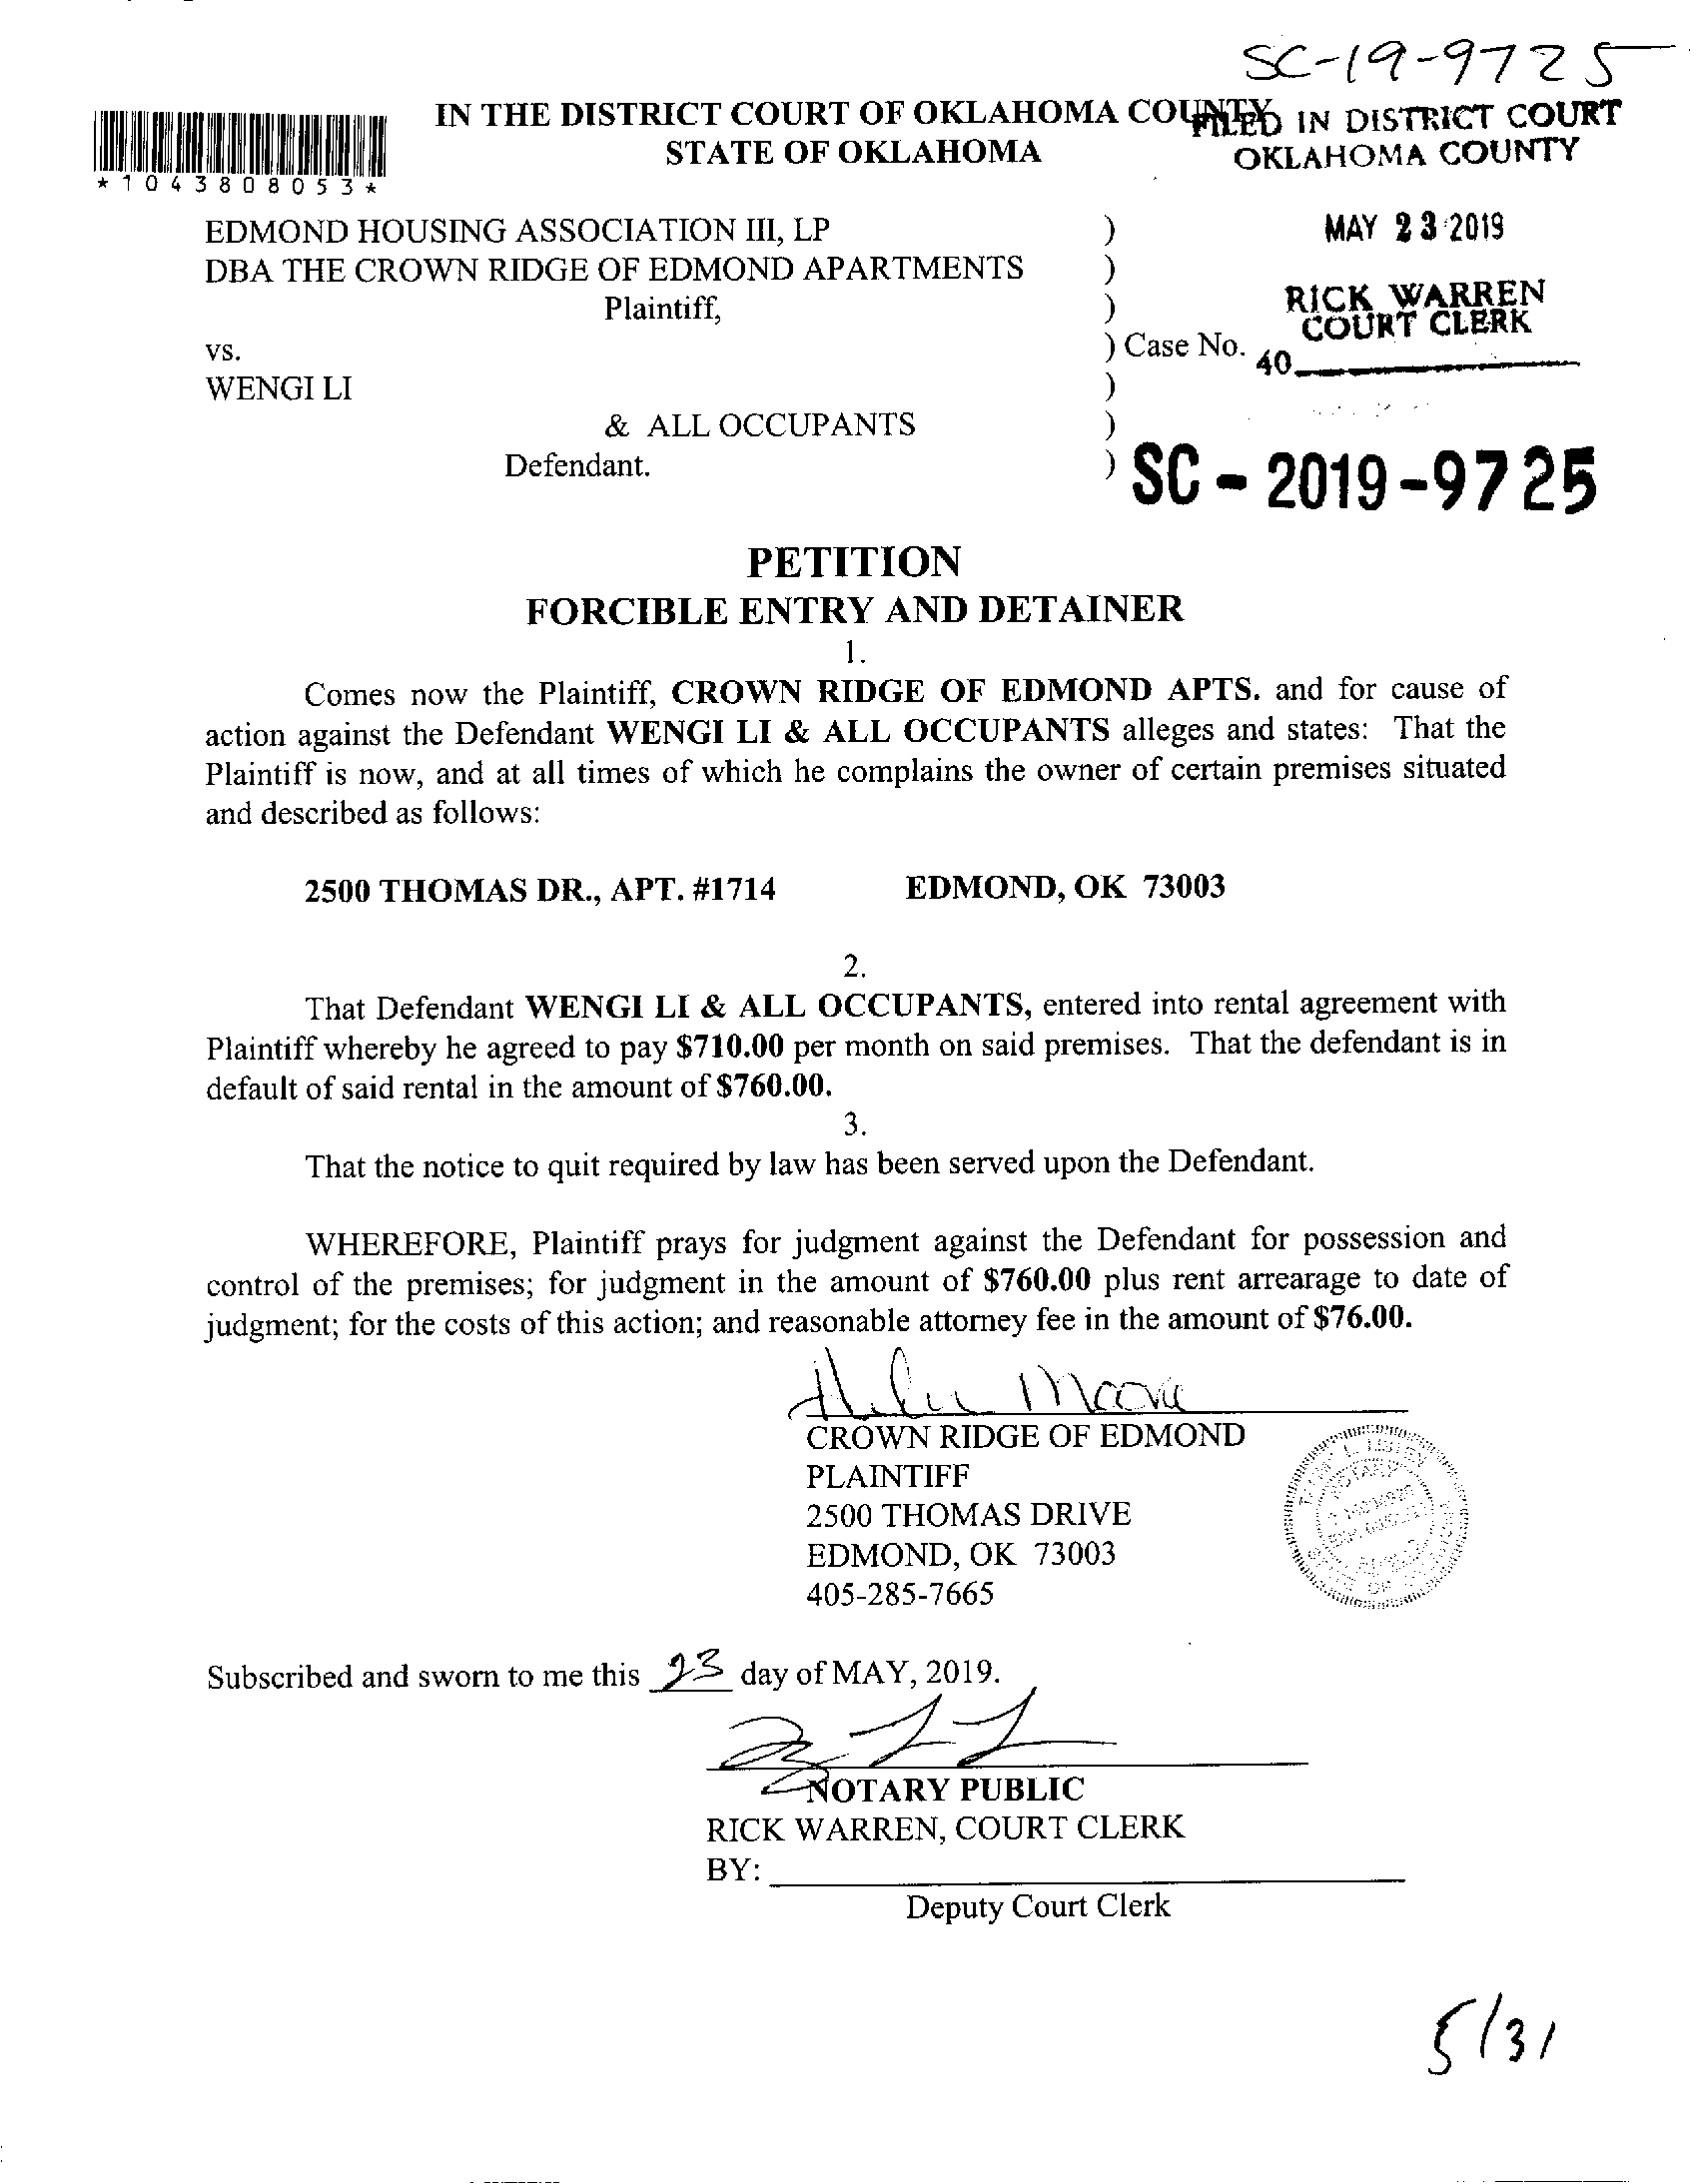 SC-19-9725
IN THE DISTRICT COURT OF OKLAHOMA COUNTY
STATE OF OKLAHOMA
FILED IN DISTRICT COURT
OKLAHOMA COUNTY
*1043808053*
MAY 23 2019
RICK WARREN
COURT CLERK
40
EDMOND HOUSING ASSOCIATION III, LP )
DBA THE CROWN RIDGE OF EDMOND APARTMENTS )
Plaintiff, )
vs. ) Case No.
WENGI LI )
& ALL OCCUPANTS )
Defendant. ) SC - 2019 - 9725
PETITION
FORCIBLE ENTRY AND DETAINER
1.
Comes now the Plaintiff, CROWN RIDGE OF EDMOND APTS. and for cause of
action against the Defendant WENGI LI & ALL OCCUPANTS alleges and states: That the
Plaintiff is now, and at all times of which he complains the owner of certain premises situated
and described as follows:
2500 THOMAS DR., APT. #1714 EDMOND, OK 73003
2.
That Defendant WENGI LI & ALL OCCUPANTS, entered into rental agreement with
Plaintiff whereby he agreed to pay $710.00 per month on said premises. That the defendant is in
default of said rental in the amount of $760.00.
3.
That the notice to quit required by law has been served upon the Defendant.
WHEREFORE, Plaintiff prays for judgment against the Defendant for possession and
control of the premises; for judgment in the amount of $760.00 plus rent arrearage to date of
judgment; for the costs of this action; and reasonable attorney fee in the amount of $76.00.
CROWN RIDGE OF EDMOND
PLAINTIFF
2500 THOMAS DRIVE
EDMOND, OK 73003
405-285-7665
Subscribed and sworn to me this 23 day of MAY, 2019.
NOTARY PUBLIC
RICK WARREN, COURT CLERK
BY:
Deputy Court Clerk
5/31